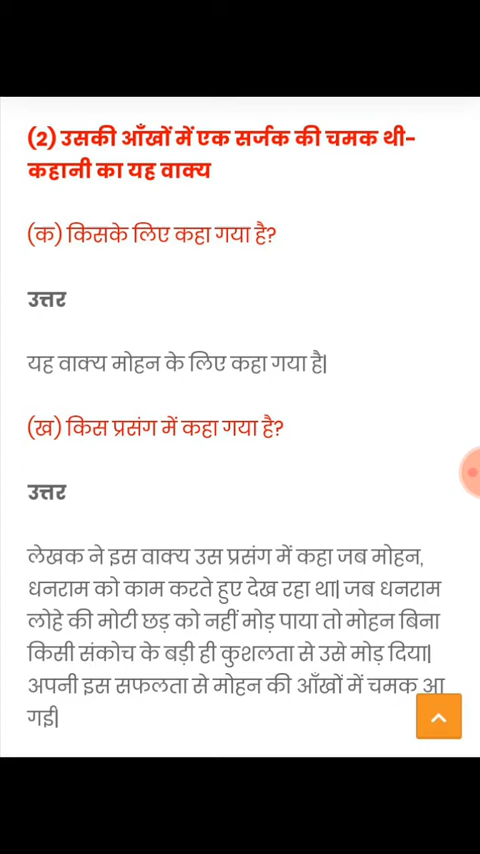 (2) उसकी आँखों में एक सर्जक की चमक थी-
कहानी का यह वाक्य
(क) किसके लिए कहा गया है?
उत्तर
यह वाक्य मोहन के लिए कहा गया है|
(ख) किस प्रसंग में कहा गया है?
उत्तर
लेखक ने इस वाक्य उस प्रसंग में कहा जब मोहन,
धनराम को काम करते हुए देख रहा था| जब धनराम
लोहे की मोटी छड़ को नहीं मोड़ पाया तो मोहन बिना
किसी संकोच के बड़ी ही कुशलता से उसे मोड़ दिया|
अपनी इस सफलता से मोहन की आँखों में चमक आ
गई|